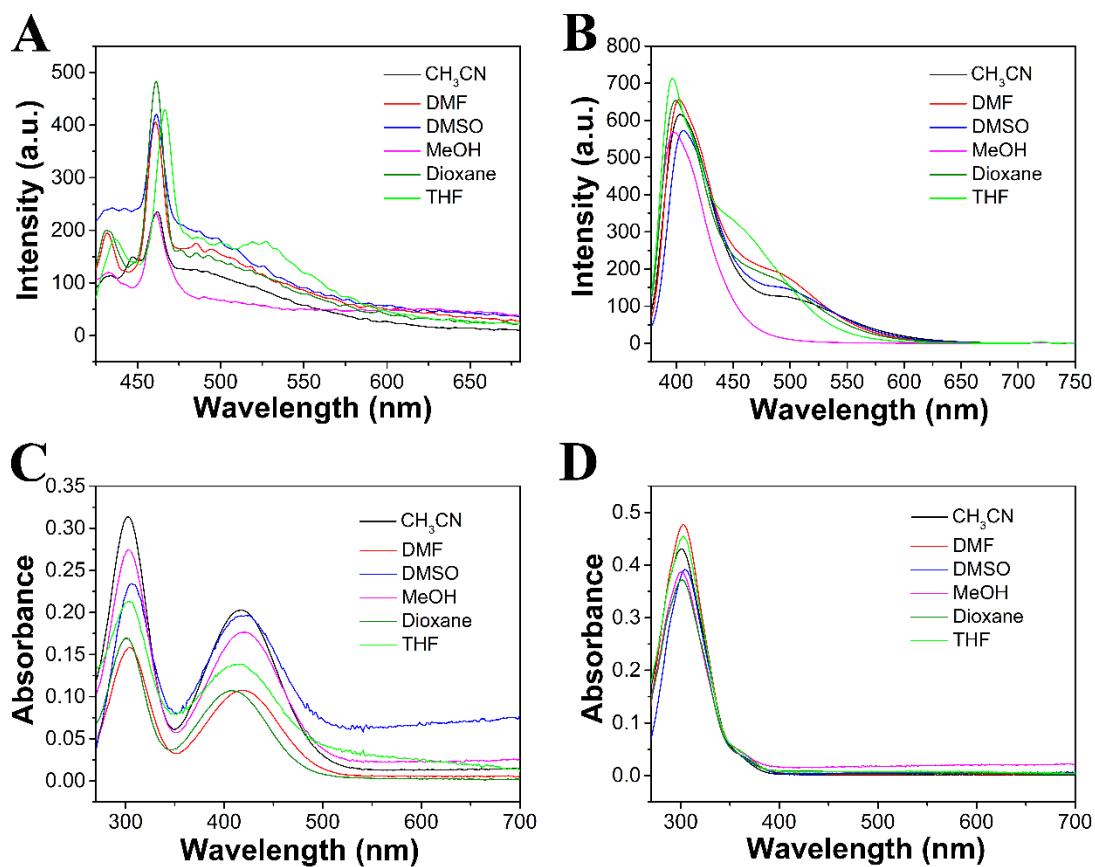 A
500
400
300
200
100
0
Intensity (a.u.)
CH₃CN
DMF
DMSO
MeOH
Dioxane
THF
450
500
550
600
650
Wavelength (nm)
B
800
700
600
500
400
300
200
100
0
Intensity (a.u.)
CH₃CN
DMF
DMSO
MeOH
Dioxane
THF
400
450
500
550
600
650
700
750
Wavelength (nm)
C
0.35
0.30
0.25
0.20
0.15
0.10
0.05
0.00
Absorbance
CH₃CN
DMF
DMSO
MeOH
Dioxane
THF
300
400
500
600
700
Wavelength (nm)
D
0.5
0.4
0.3
0.2
0.1
0.0
Absorbance
CH₃CN
DMF
DMSO
MeOH
Dioxane
THF
300
400
500
600
700
Wavelength (nm)